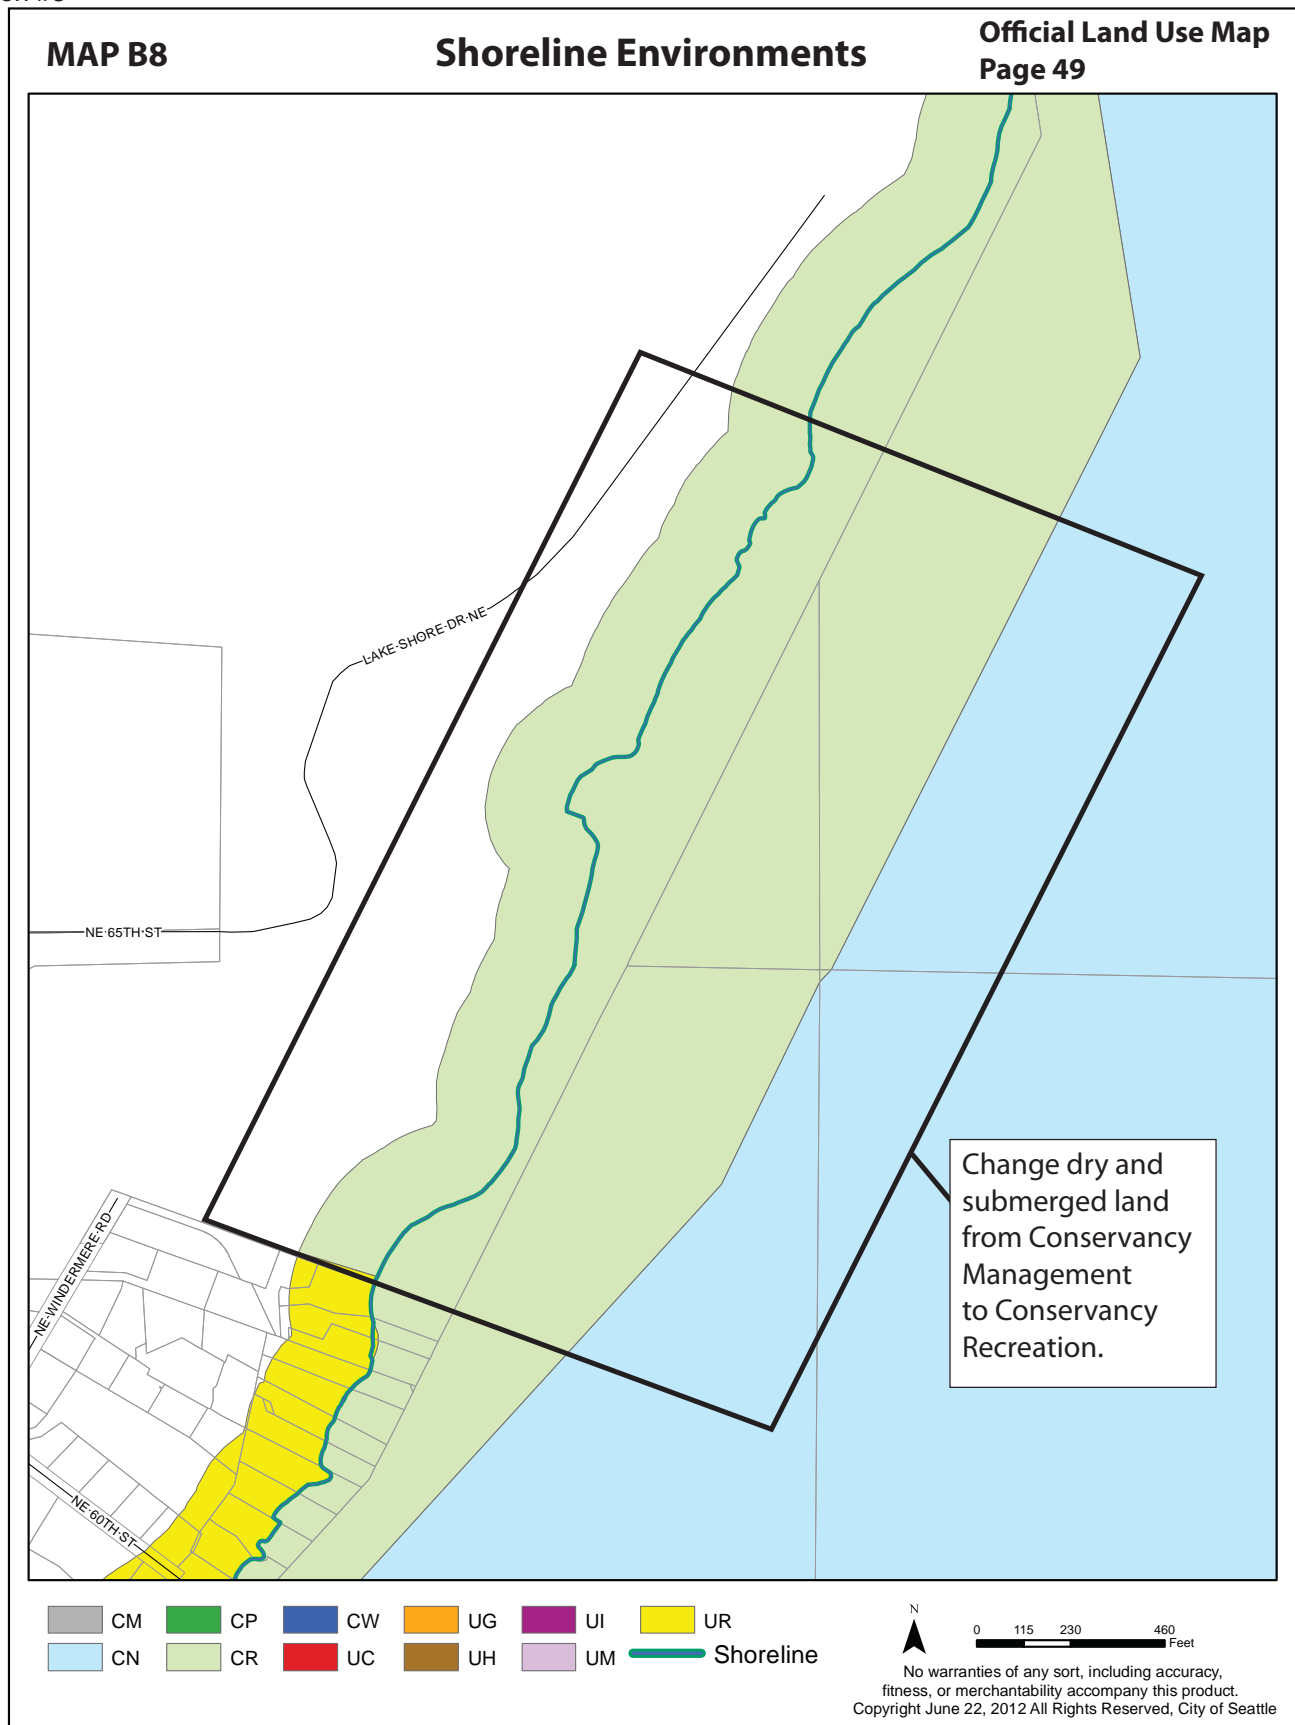 MAP B8
Shoreline Environments
Official Land Use Map
Page 49
LAKE SHORE DR NE
NE 65TH ST
NE WINDERMERE RD
NE 60TH ST
Change dry and
submerged land
from Conservancy
Management
to Conservancy
Recreation.
CM CP CW UG UI UR
CN CR UC UH UM Shoreline
N
0 115 230 460
Feet
No warranties of any sort, including accuracy,
fitness, or merchantability accompany this product.
Copyright June 22, 2012 All Rights Reserved, City of Seattle